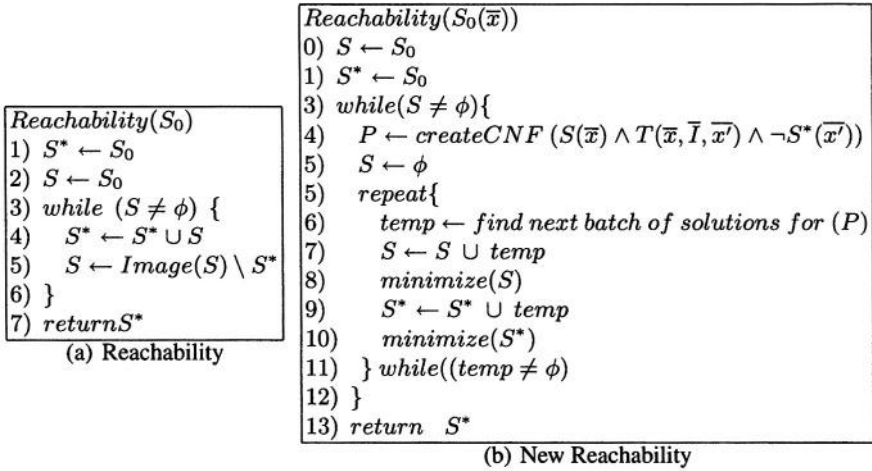 Reachability(S₀)
1) S* ← S₀
2) S ← S₀
3) while (S ≠ ϕ) {
4) S* ← S* ∪ S
5) S ← Image(S) \ S*
6) }
7) returnS*
(a) Reachability
Reachability(S₀(x̅))
0) S ← S₀
1) S* ← S₀
3) while(S ≠ ϕ){
4) P ← createCNF (S(x̅) ∧ T(x̅, I̅, x̅'̅) ∧ ¬S*(x̅'̅))
5) S ← ϕ
5) repeat{
6) temp ← find next batch of solutions for (P)
7) S ← S ∪ temp
8) minimize(S)
9) S* ← S* ∪ temp
10) minimize(S*)
11) } while((temp ≠ ϕ)
12) }
13) return S*
(b) New Reachability